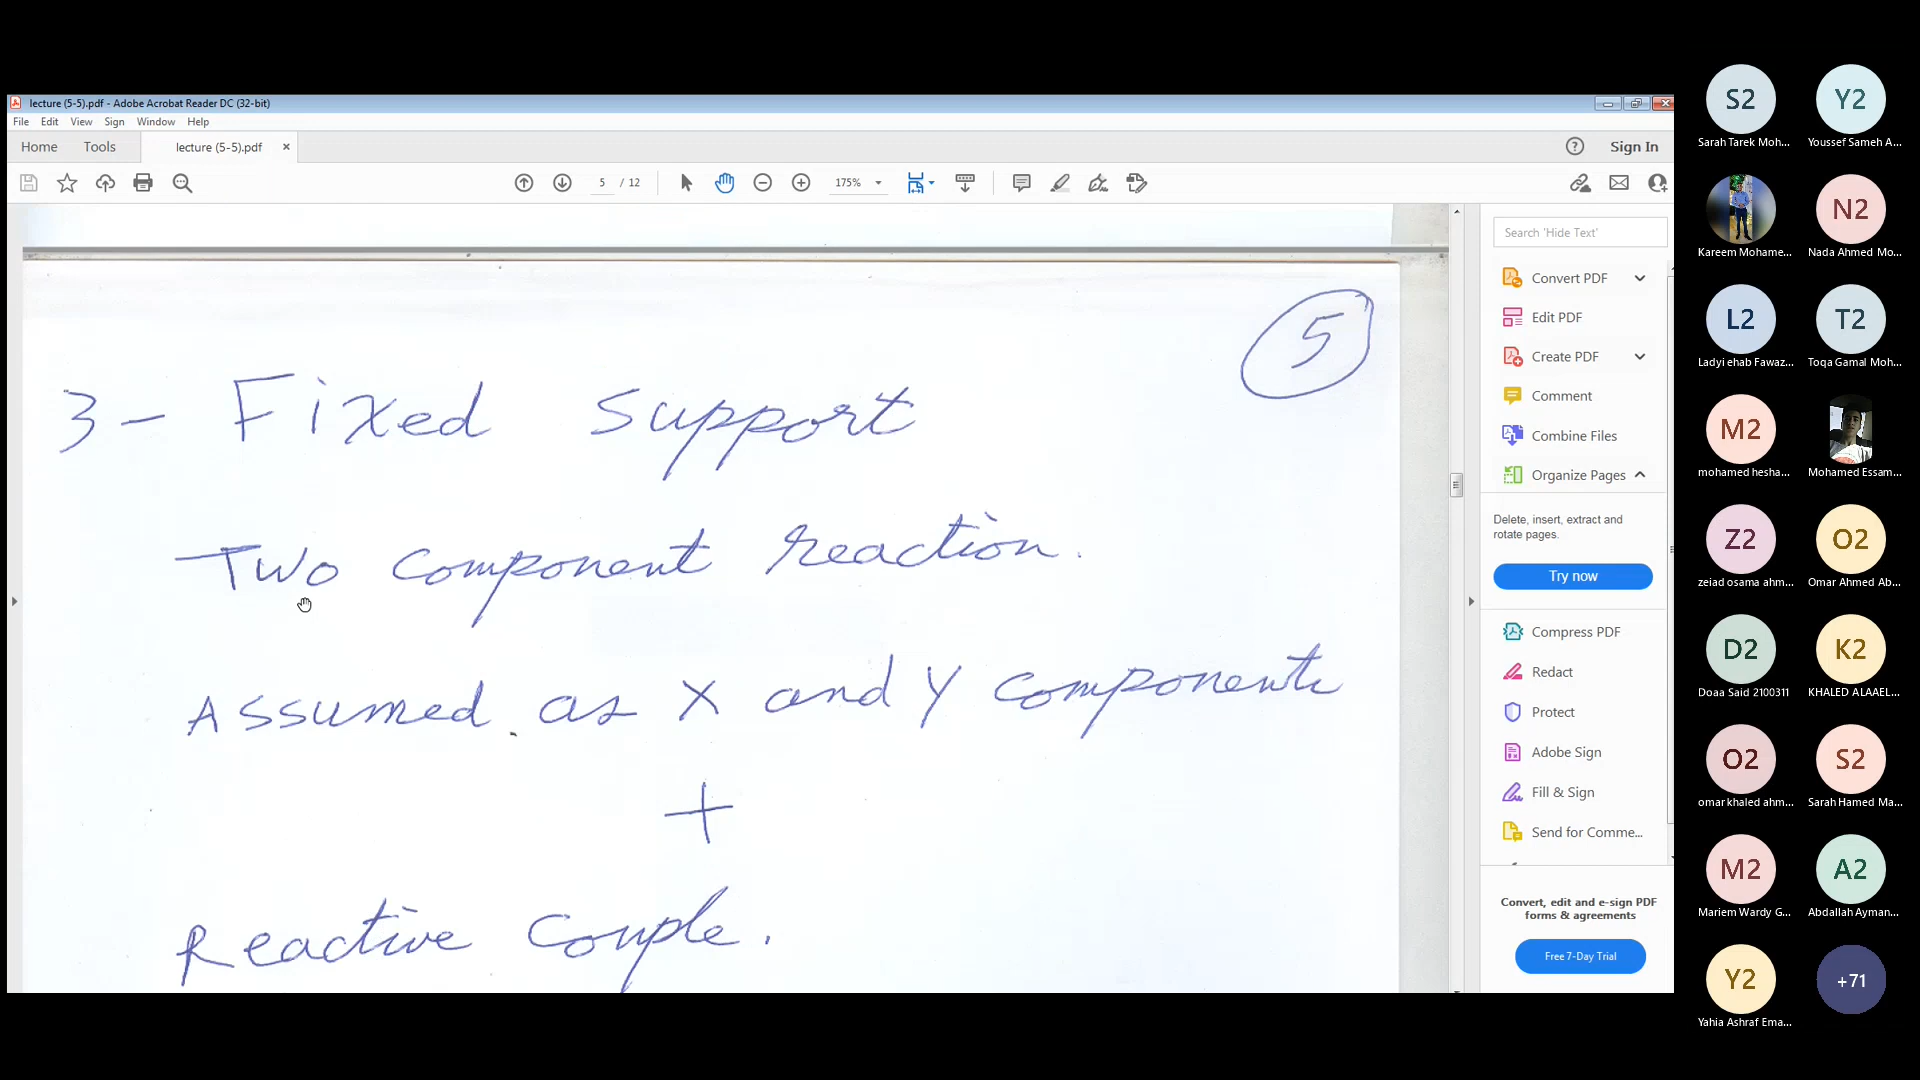 lecture (5-5).pdf - Adobe Acrobat Reader DC (32-bit)
File Edit View Sign Window Help
Home Tools lecture (5-5).pdf × Sign In
5 / 12 175%
5
3- Fixed support
Two component reaction.
Assumed as X and Y components
+
Reactive Couple.
Search 'Hide Text'
Convert PDF
Edit PDF
Create PDF
Comment
Combine Files
Organize Pages
Delete, insert, extract and
rotate pages.
Try now
Compress PDF
Redact
Protect
Adobe Sign
Fill & Sign
Send for Comme...
Convert, edit and e-sign PDF
forms & agreements
Free 7-Day Trial
S2 Y2
Sarah Tarek Moh... Youssef Sameh A...
N2
Kareem Mohame... Nada Ahmed Mo...
L2 T2
Ladyi ehab Fawaz... Toqa Gamal Moh...
M2
mohamed hesha... Mohamed Essam...
Z2 O2
zeiad osama ahm... Omar Ahmed Ab...
D2 K2
Doaa Said 2100311 KHALED ALAAEL...
O2 S2
omar khaled ahm... Sarah Hamed Ma...
M2 A2
Mariem Wardy G... Abdallah Ayman...
Y2 +71
Yahia Ashraf Ema...